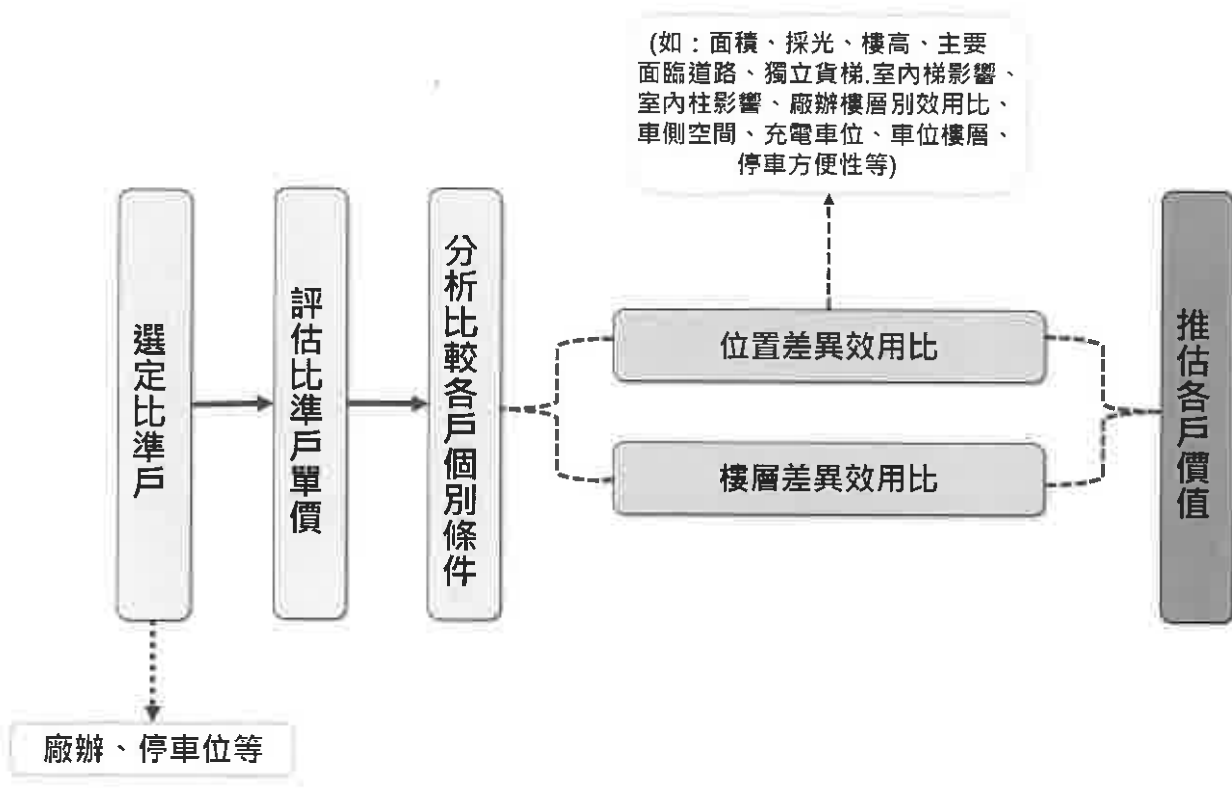 (如：面積、採光、樓高、主要
面臨道路、獨立貨梯.室內梯影響、
室內柱影響、廠辦樓層別效用比、
車側空間、充電車位、車位樓層、
停車方便性等)
選定比準戶
評估比準戶單價
分析比較各戶個別條件
位置差異效用比
樓層差異效用比
推估各戶價值
廠辦、停車位等